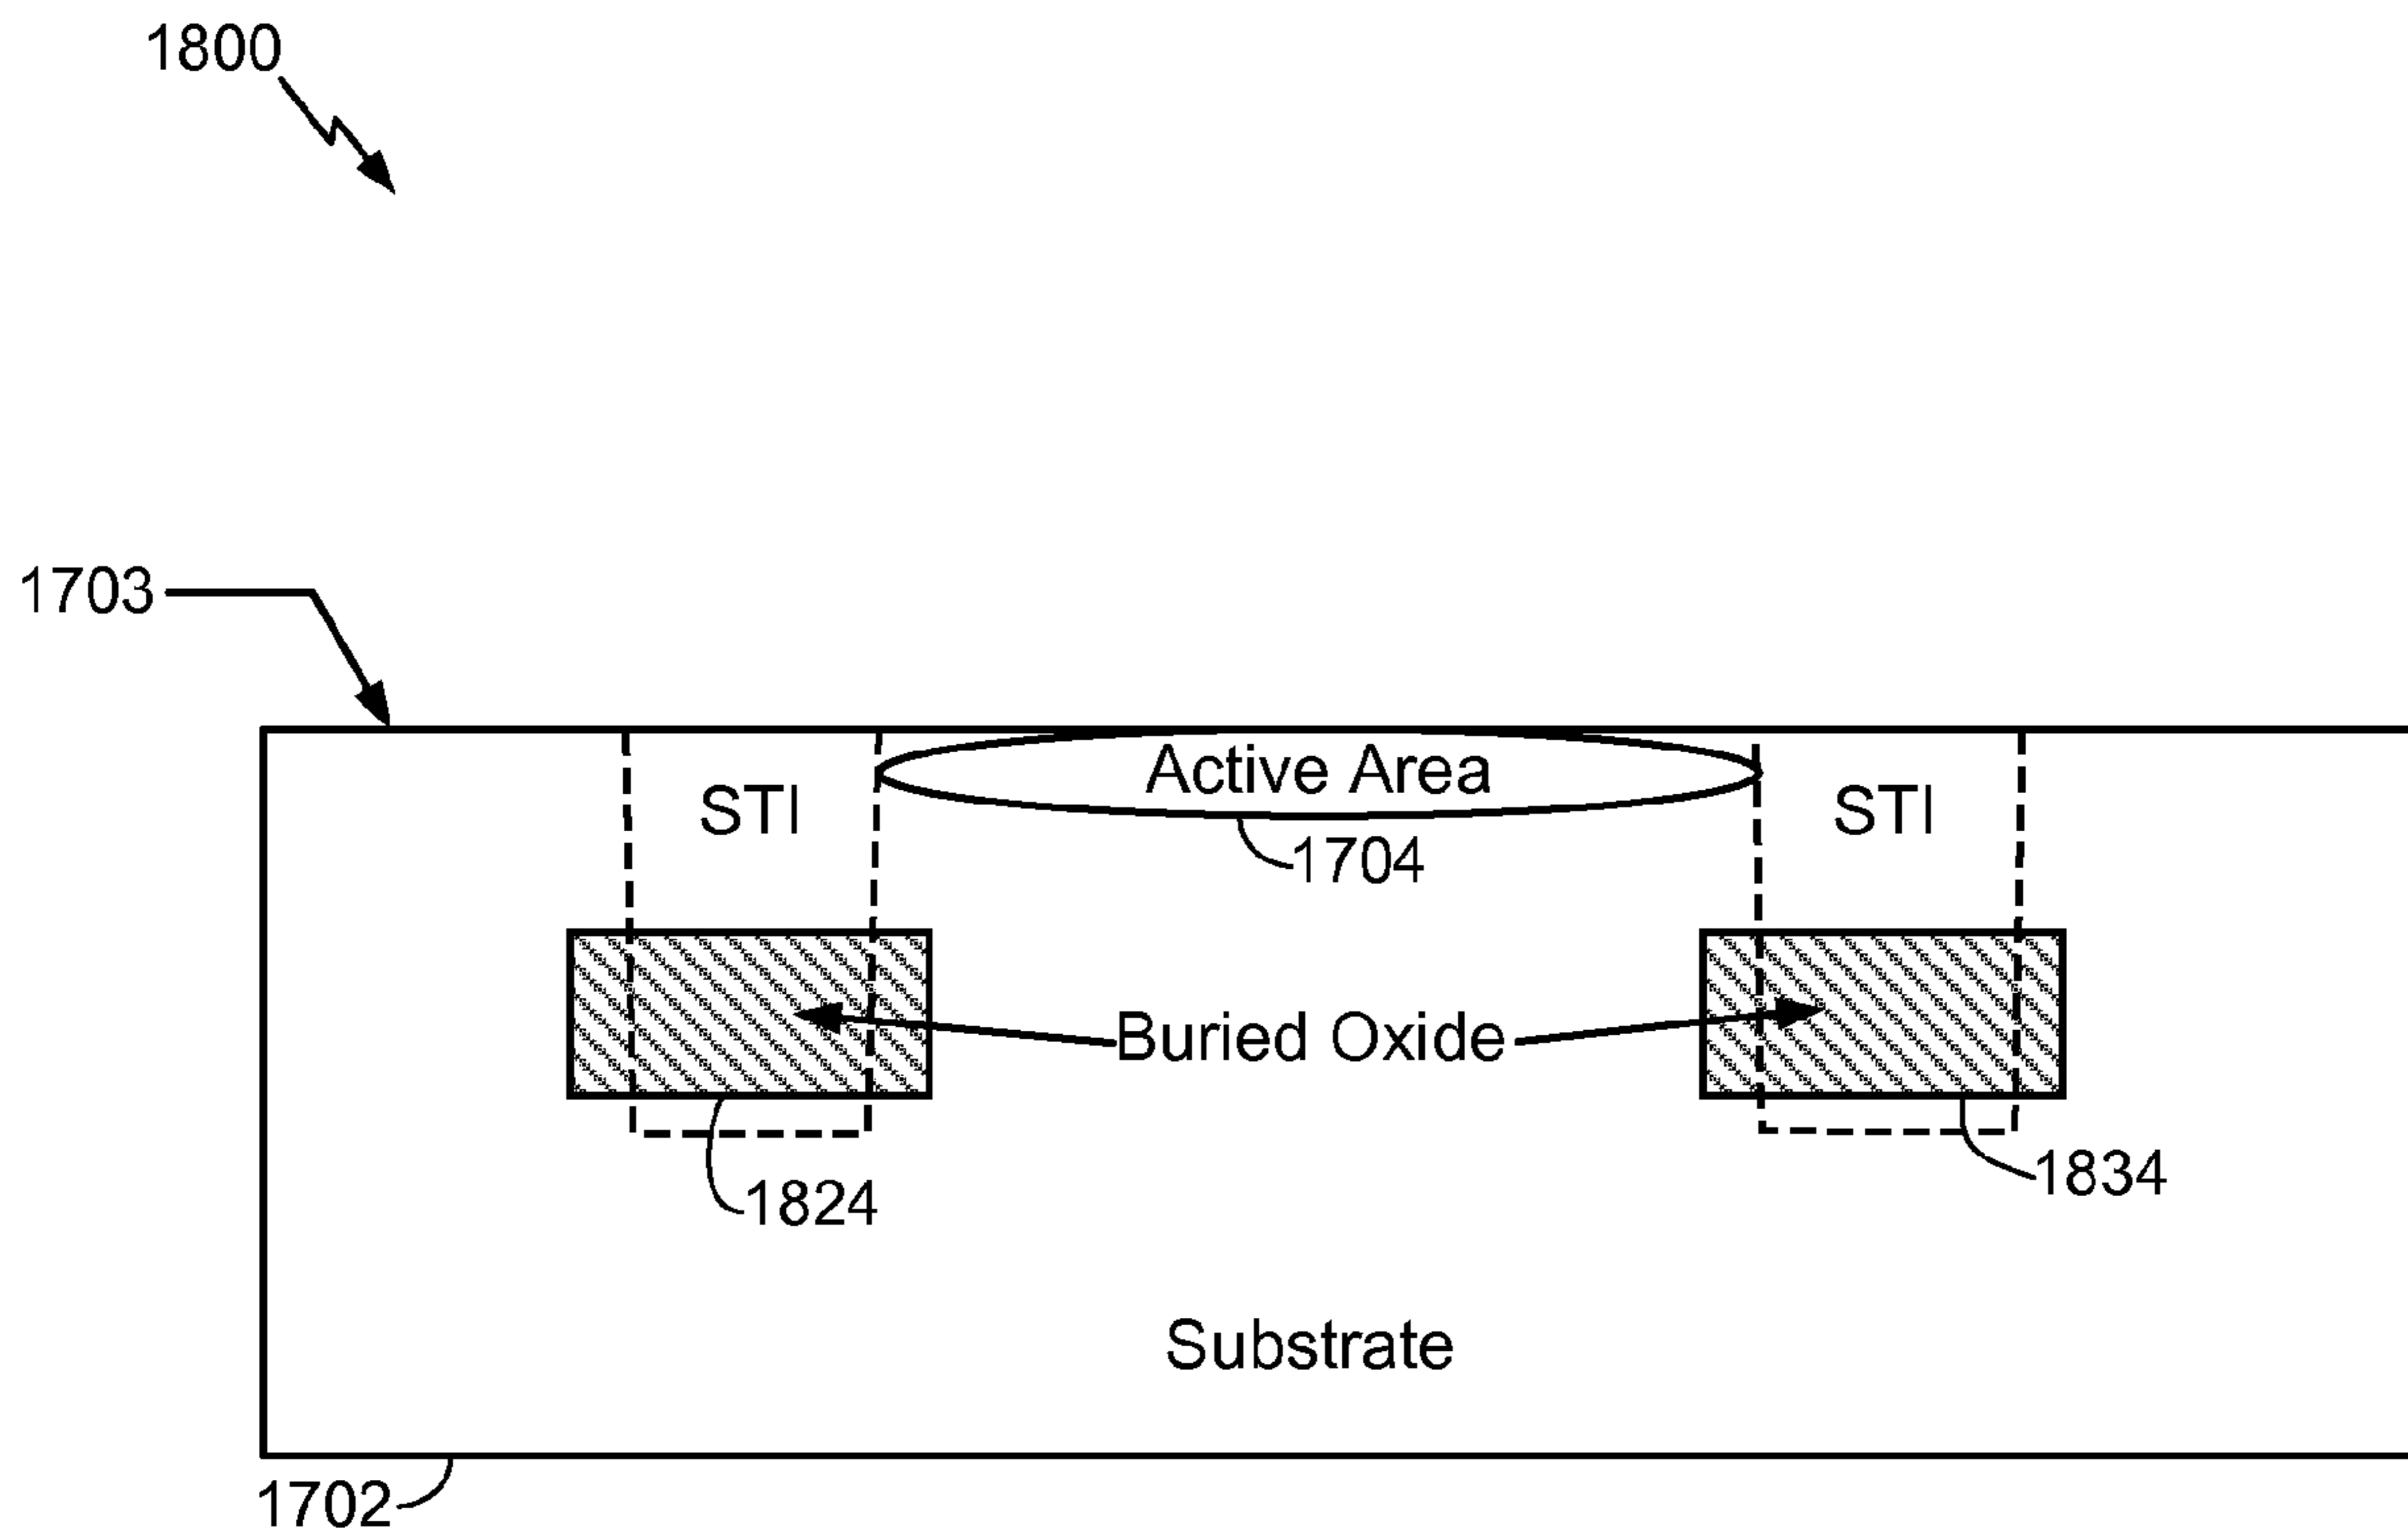 1800
1703
Active Area
STI
STI
1704
Buried Oxide
1834
1824
Substrate
1702